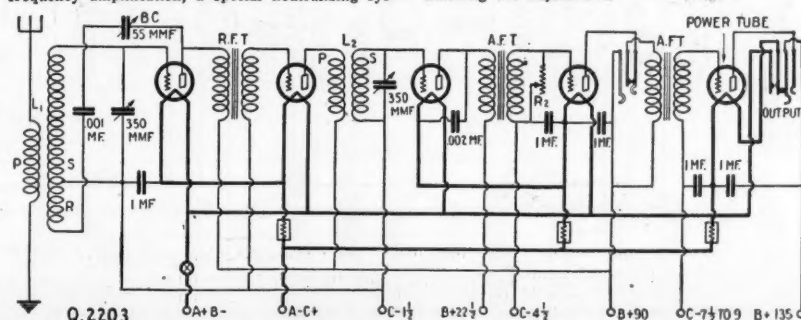 frequency amplification, a special neutralizing system allowing
BC
55 MMF.
R.F.T
L2
A.F.T
POWER TUBE
A.F.T
L1
P
S
R
.001
MF.
350
MMF
P
S
350
MMF
.002 MF.
R2
1 MF.
1 MF.
OUTPUT
1 MF.
1 MF.
1 MF.
Q.2203
A+B-
A-C+
C-1½
B+22½
C-4½
B+90
C-7½ TO 9
B+135